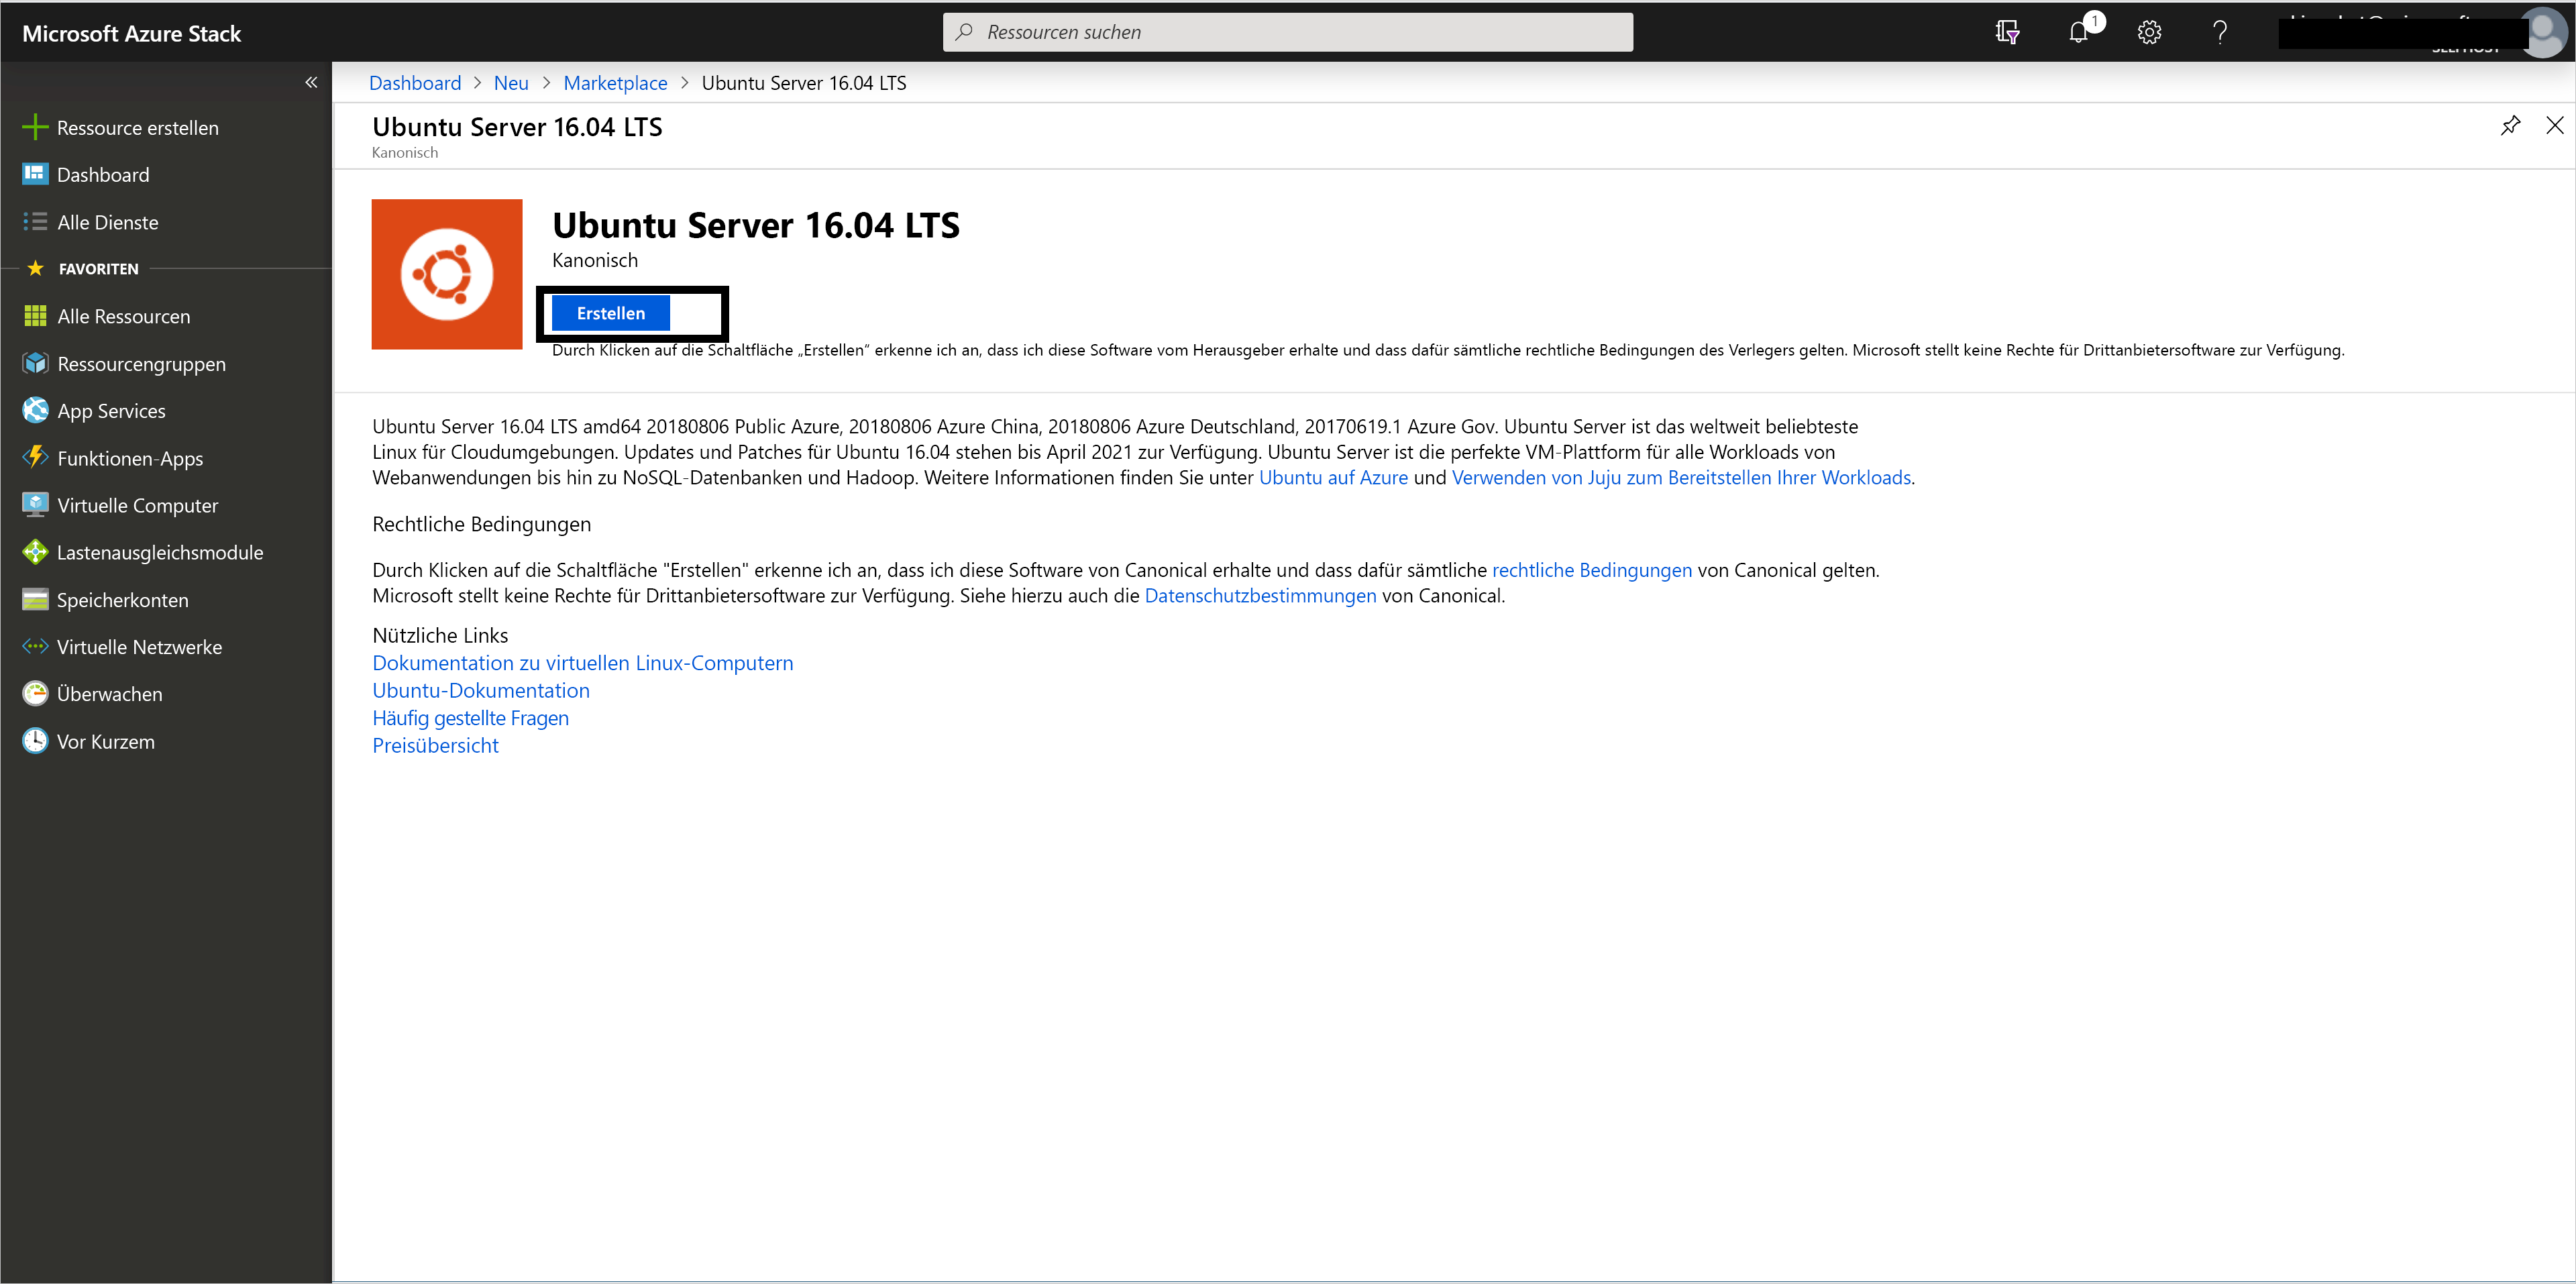 Microsoft Azure Stack
Ressourcen suchen
1
«
Ressource erstellen
Dashboard
Alle Dienste
FAVORITEN
Alle Ressourcen
Ressourcengruppen
App Services
Funktionen-Apps
Virtuelle Computer
Lastenausgleichsmodule
Speicherkonten
Virtuelle Netzwerke
Überwachen
Vor Kurzem
Dashboard > Neu > Marketplace > Ubuntu Server 16.04 LTS
Ubuntu Server 16.04 LTS
Kanonisch
Ubuntu Server 16.04 LTS
Kanonisch
Erstellen
Durch Klicken auf die Schaltfläche „Erstellen“ erkenne ich an, dass ich diese Software vom Herausgeber erhalte und dass dafür sämtliche rechtliche Bedingungen des Verlegers gelten. Microsoft stellt keine Rechte für Drittanbietersoftware zur Verfügung.
Ubuntu Server 16.04 LTS amd64 20180806 Public Azure, 20180806 Azure China, 20180806 Azure Deutschland, 20170619.1 Azure Gov. Ubuntu Server ist das weltweit beliebteste
Linux für Cloudumgebungen. Updates und Patches für Ubuntu 16.04 stehen bis April 2021 zur Verfügung. Ubuntu Server ist die perfekte VM-Plattform für alle Workloads von
Webanwendungen bis hin zu NoSQL-Datenbanken und Hadoop. Weitere Informationen finden Sie unter Ubuntu auf Azure und Verwenden von Juju zum Bereitstellen Ihrer Workloads.
Rechtliche Bedingungen
Durch Klicken auf die Schaltfläche "Erstellen" erkenne ich an, dass ich diese Software von Canonical erhalte und dass dafür sämtliche rechtliche Bedingungen von Canonical gelten.
Microsoft stellt keine Rechte für Drittanbietersoftware zur Verfügung. Siehe hierzu auch die Datenschutzbestimmungen von Canonical.
Nützliche Links
Dokumentation zu virtuellen Linux-Computern
Ubuntu-Dokumentation
Häufig gestellte Fragen
Preisübersicht